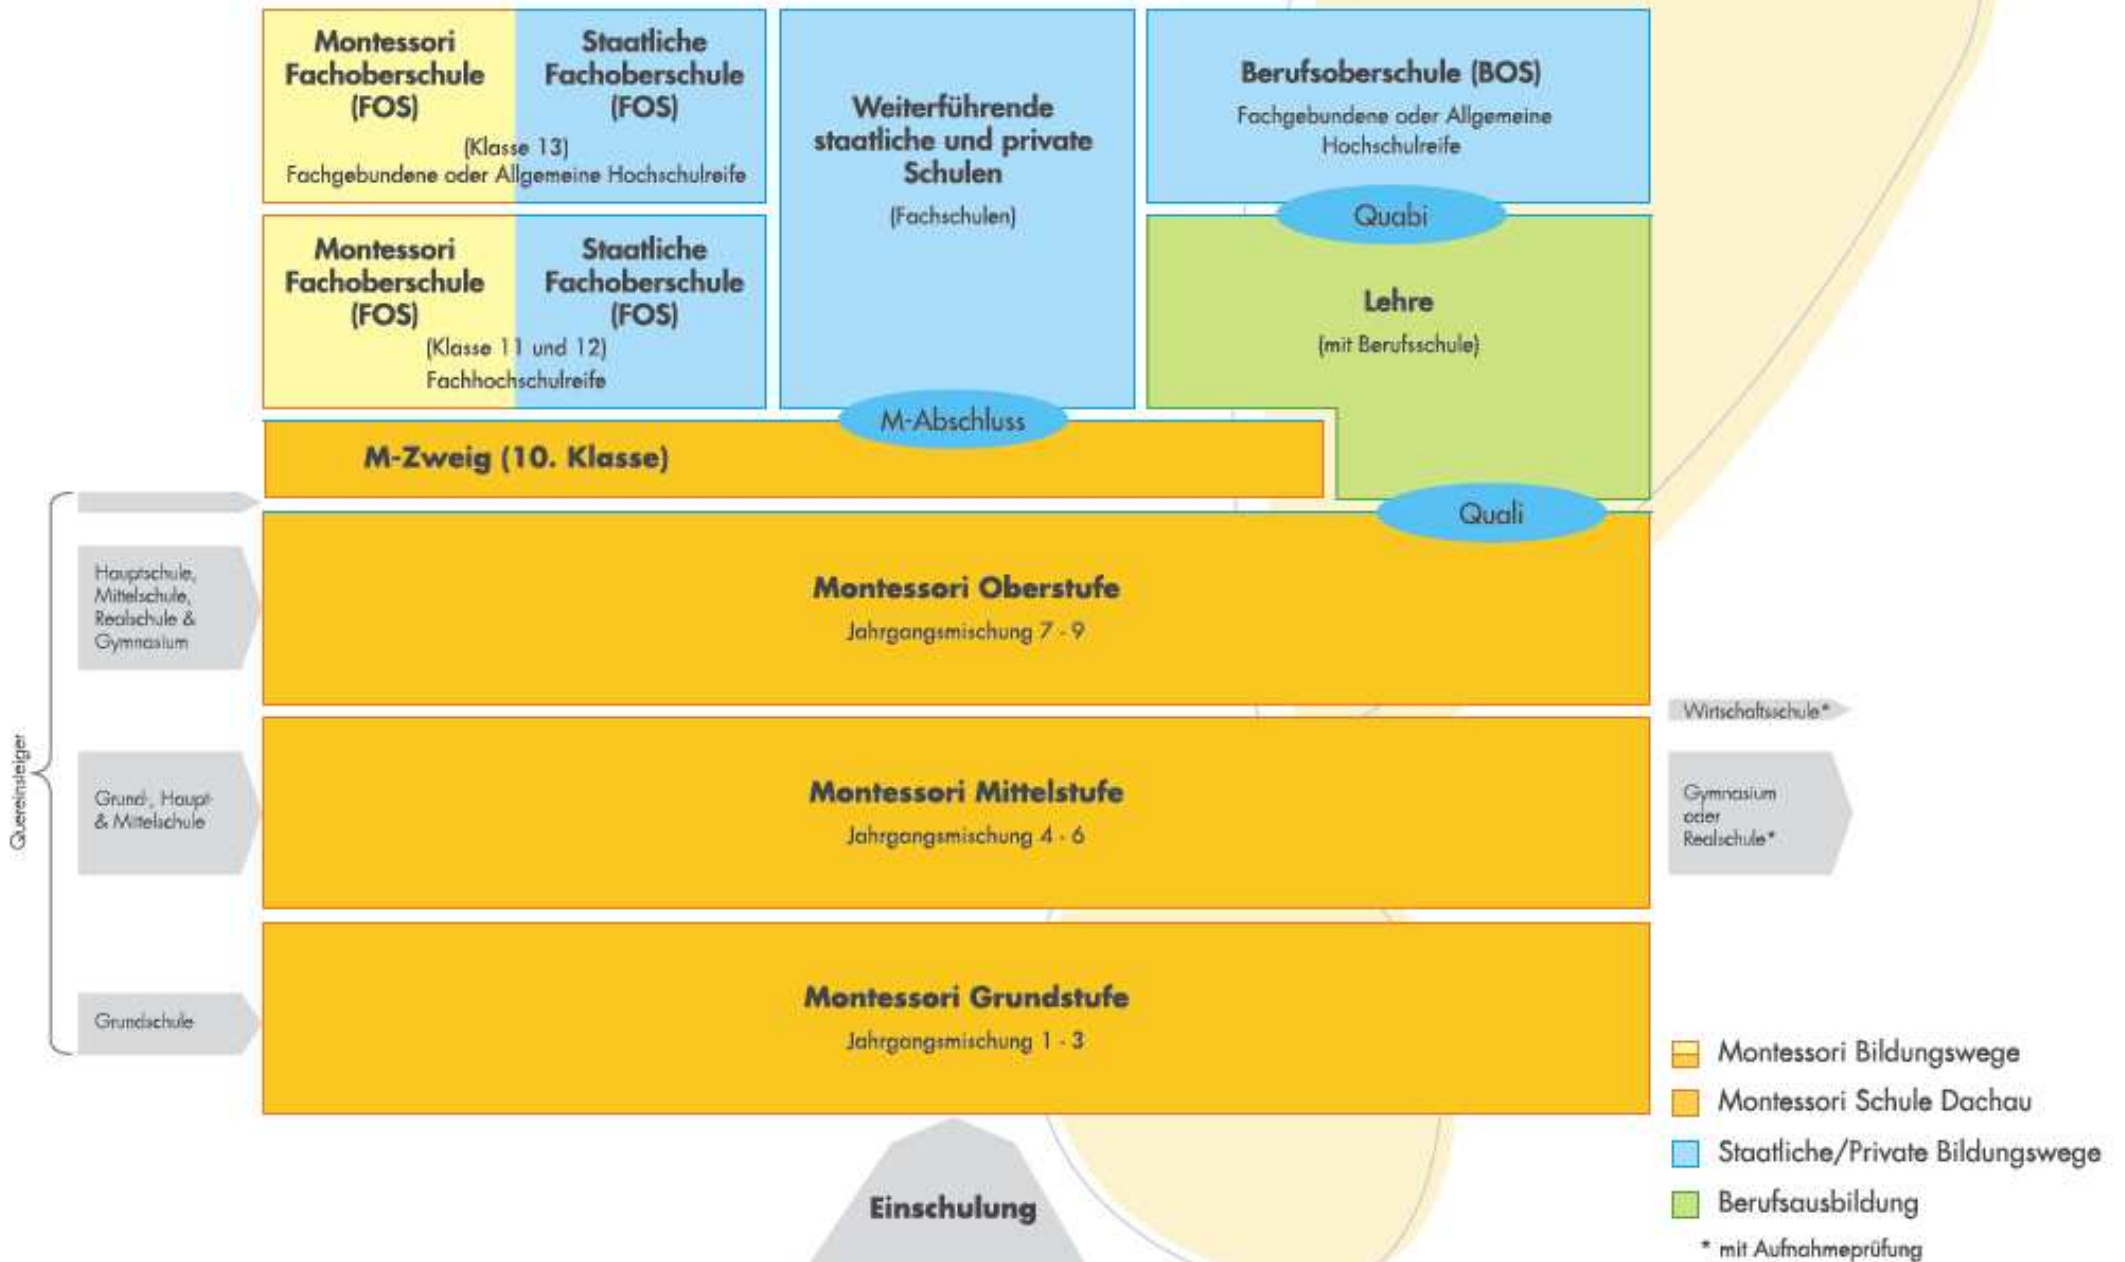 Montessori
Fachoberschule
(FOS)
Staatliche
Fachoberschule
(FOS)
(Klasse 13)
Fachgebundene oder Allgemeine Hochschulreife
Weiterführende
staatliche und private
Schulen
(Fachschulen)
Berufsoberschule (BOS)
Fachgebundene oder Allgemeine
Hochschulreife
Quabi
Montessori
Fachoberschule
(FOS)
Staatliche
Fachoberschule
(FOS)
(Klasse 11 und 12)
Fachhochschulreife
Lehre
(mit Berufsschule)
M-Abschluss
M-Zweig (10. Klasse)
Quali
Quereinsteiger
Hauptschule,
Mittelschule,
Realschule &
Gymnasium
Montessori Oberstufe
Jahrgangsmischung 7 - 9
Wirtschaftsschule*
Grund-, Haupt-
& Mittelschule
Montessori Mittelstufe
Jahrgangsmischung 4 - 6
Gymnasium
oder
Realschule*
Grundschule
Montessori Grundstufe
Jahrgangsmischung 1 - 3
Einschulung
Montessori Bildungswege
Montessori Schule Dachau
Staatliche/Private Bildungswege
Berufsausbildung
* mit Aufnahmeprüfung